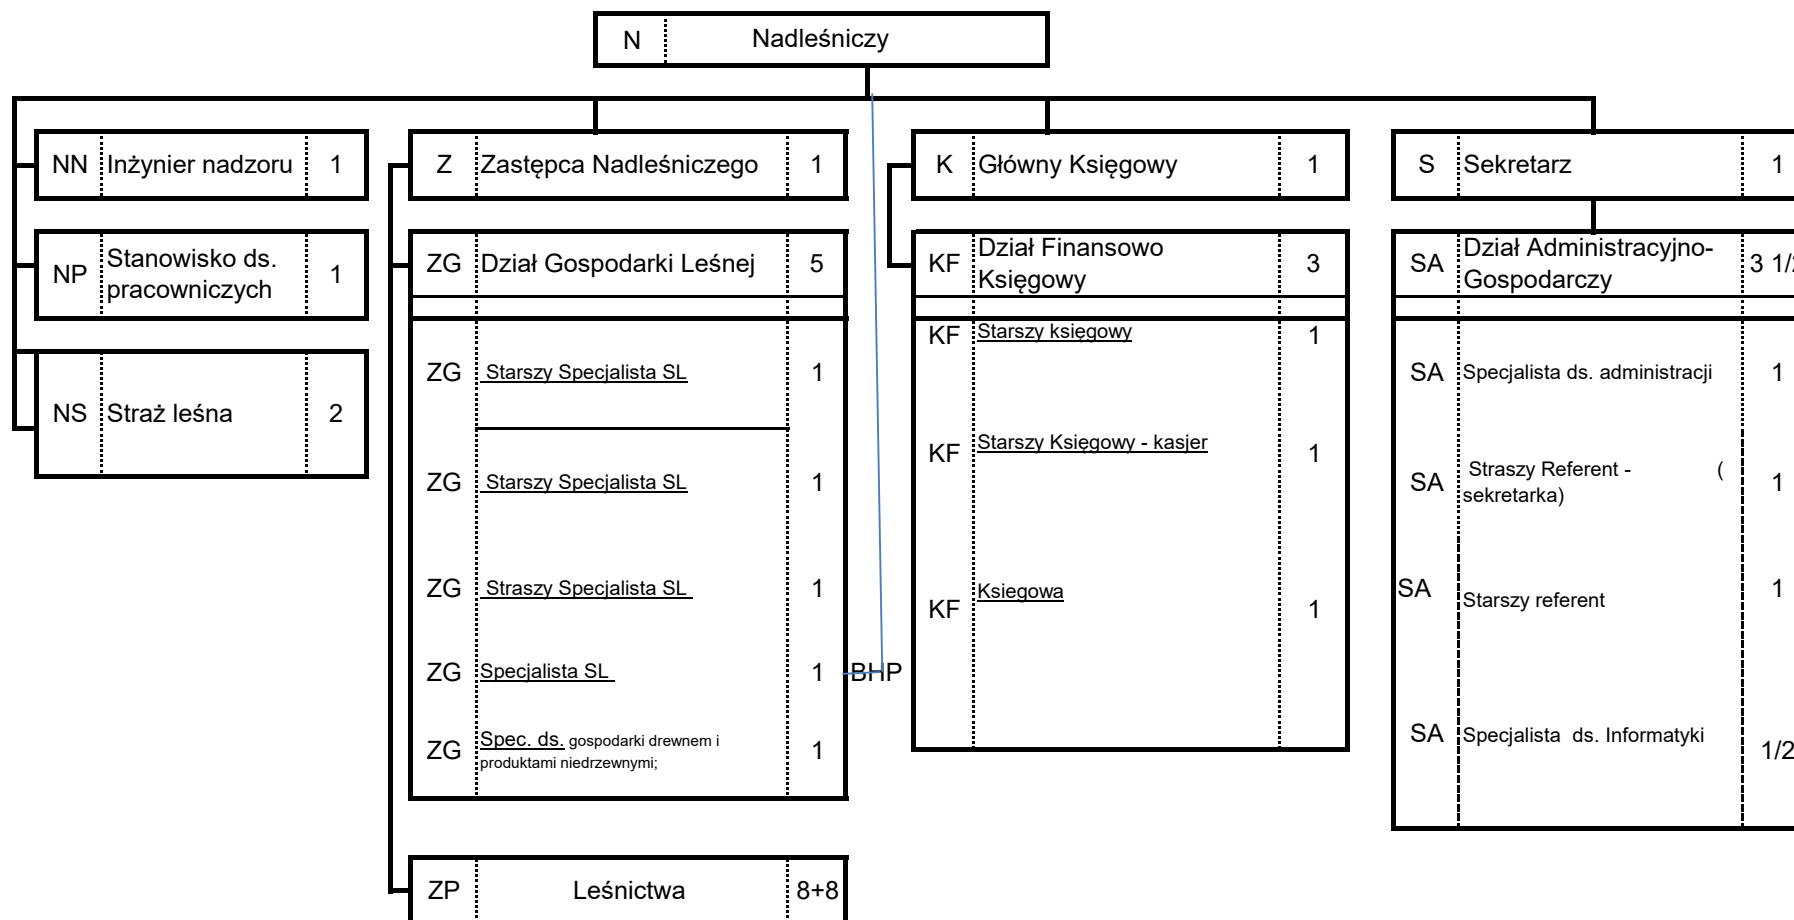 N Nadleśniczy
NN Inżynier nadzoru 1
NP Stanowisko ds.
pracowniczych 1
NS Straż leśna 2
Z Zastępca Nadleśniczego 1
ZG Dział Gospodarki Leśnej 5
ZG Starszy Specjalista SL 1
ZG Starszy Specjalista SL 1
ZG Straszy Specjalista SL 1
ZG Specjalista SL 1 BHP
ZG Spec. ds. gospodarki drewnem i
produktami niedrzewnymi; 1
ZP Leśnictwa 8+8
K Główny Księgowy 1
KF Dział Finansowo
Księgowy 3
KF Starszy księgowy 1
KF Starszy Księgowy - kasjer 1
KF Ksiegowa 1
S Sekretarz 1
SA Dział Administracyjno-
Gospodarczy 3 1/2
SA Specjalista ds. administracji 1
SA Straszy Referent - (
sekretarka) 1
SA Starszy referent 1
SA Specjalista ds. Informatyki 1/2